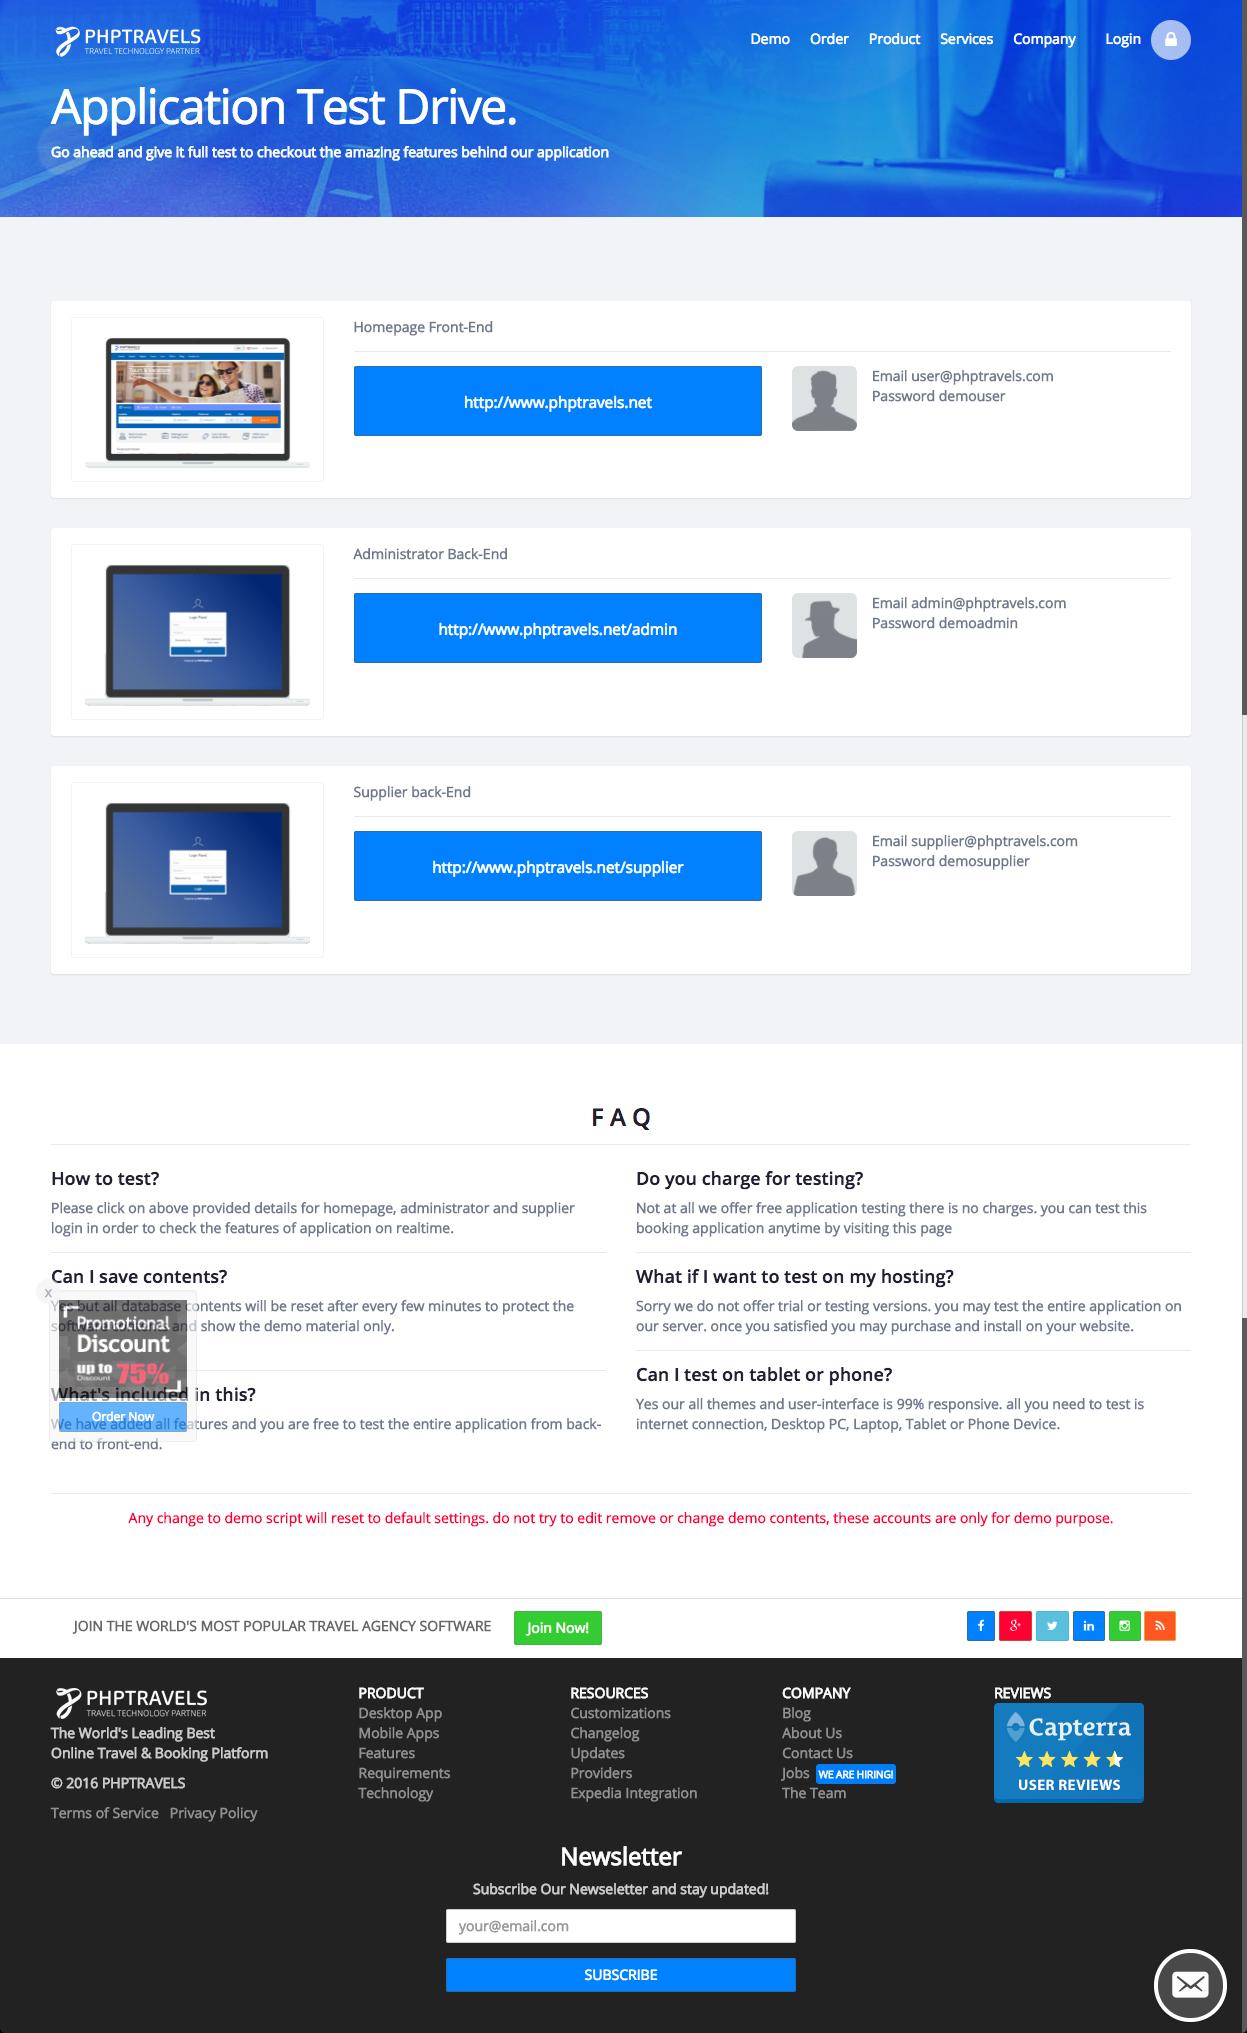 PHPTRAVELS
TRAVEL TECHNOLOGY PARTNER
Demo Order Product Services Company Login
Application Test Drive.
Go ahead and give it full test to checkout the amazing features behind our application
Homepage Front-End
http://www.phptravels.net
Email user@phptravels.com
Password demouser
Administrator Back-End
http://www.phptravels.net/admin
Email admin@phptravels.com
Password demoadmin
Supplier back-End
http://www.phptravels.net/supplier
Email supplier@phptravels.com
Password demosupplier
F A Q
How to test?
Please click on above provided details for homepage, administrator and supplier
login in order to check the features of application on realtime.
Can I save contents?
Yes but all database contents will be reset after every few minutes to protect the
and show the demo material only.
What's included in this?
We have added all features and you are free to test the entire application from back-
end to front-end.
x
Promotional
Discount
up to 75%
Discount
Order Now
Do you charge for testing?
Not at all we offer free application testing there is no charges. you can test this
booking application anytime by visiting this page
What if I want to test on my hosting?
Sorry we do not offer trial or testing versions. you may test the entire application on
our server. once you satisfied you may purchase and install on your website.
Can I test on tablet or phone?
Yes our all themes and user-interface is 99% responsive. all you need to test is
internet connection, Desktop PC, Laptop, Tablet or Phone Device.
Any change to demo script will reset to default settings. do not try to edit remove or change demo contents, these accounts are only for demo purpose.
JOIN THE WORLD'S MOST POPULAR TRAVEL AGENCY SOFTWARE
Join Now!
PHPTRAVELS
TRAVEL TECHNOLOGY PARTNER
The World's Leading Best
Online Travel & Booking Platform
© 2016 PHPTRAVELS
Terms of Service Privacy Policy
PRODUCT
Desktop App
Mobile Apps
Features
Requirements
Technology
RESOURCES
Customizations
Changelog
Updates
Providers
Expedia Integration
COMPANY
Blog
About Us
Contact Us
Jobs WE ARE HIRING!
The Team
REVIEWS
Capterra
USER REVIEWS
Newsletter
Subscribe Our Newseletter and stay updated!
your@email.com
SUBSCRIBE